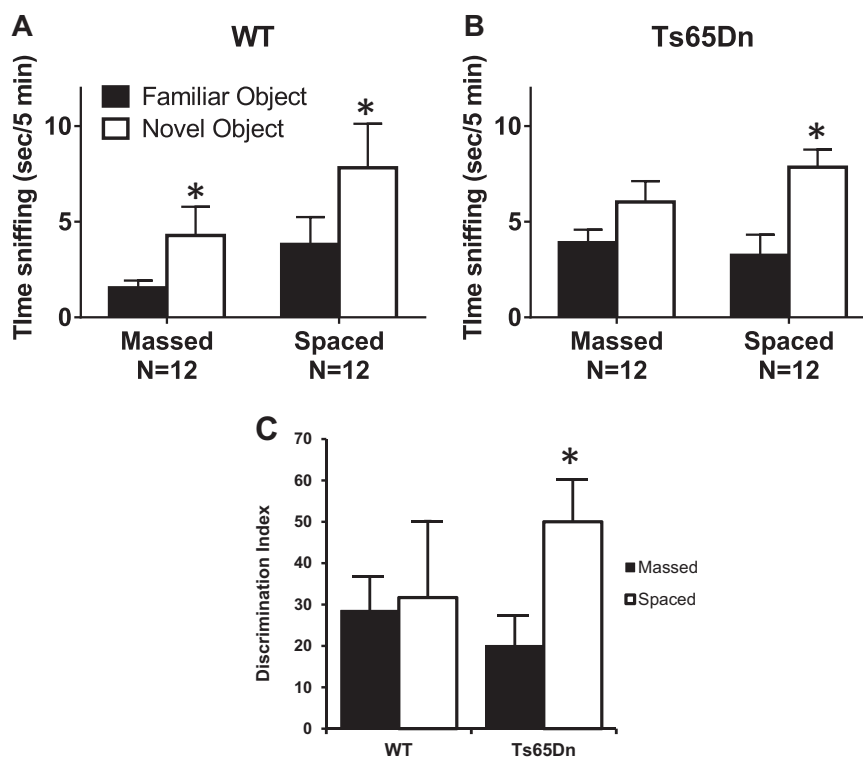 A
WT
TIme sniffing (sec/5 min)
10
5
0
Familiar Object
Novel Object
*
*
Massed
N=12
Spaced
N=12
B
Ts65Dn
TIme sniffing (sec/5 min)
10
5
0
*
Massed
N=12
Spaced
N=12
C
Discrimination Index
70
60
50
40
30
20
10
0
*
WT
Ts65Dn
Massed
Spaced